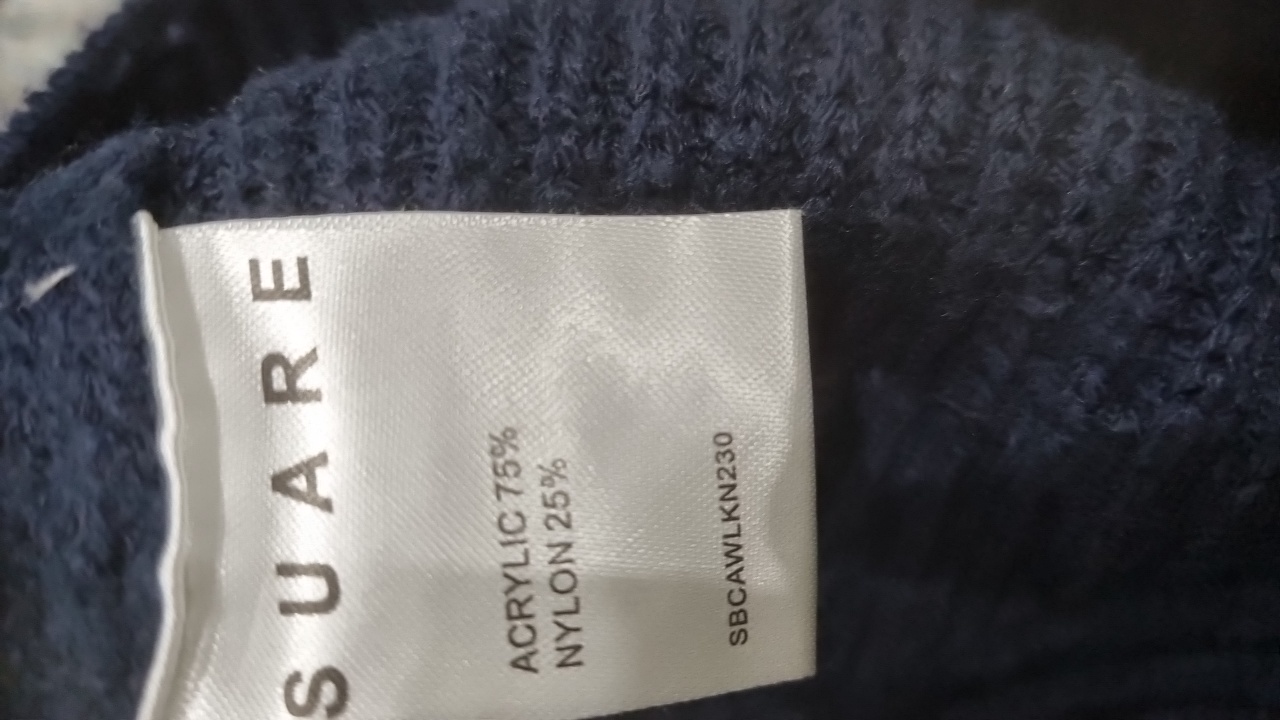 SUARE
ACRYLIC 75%
NYLON 25%
SBCAWLKN230